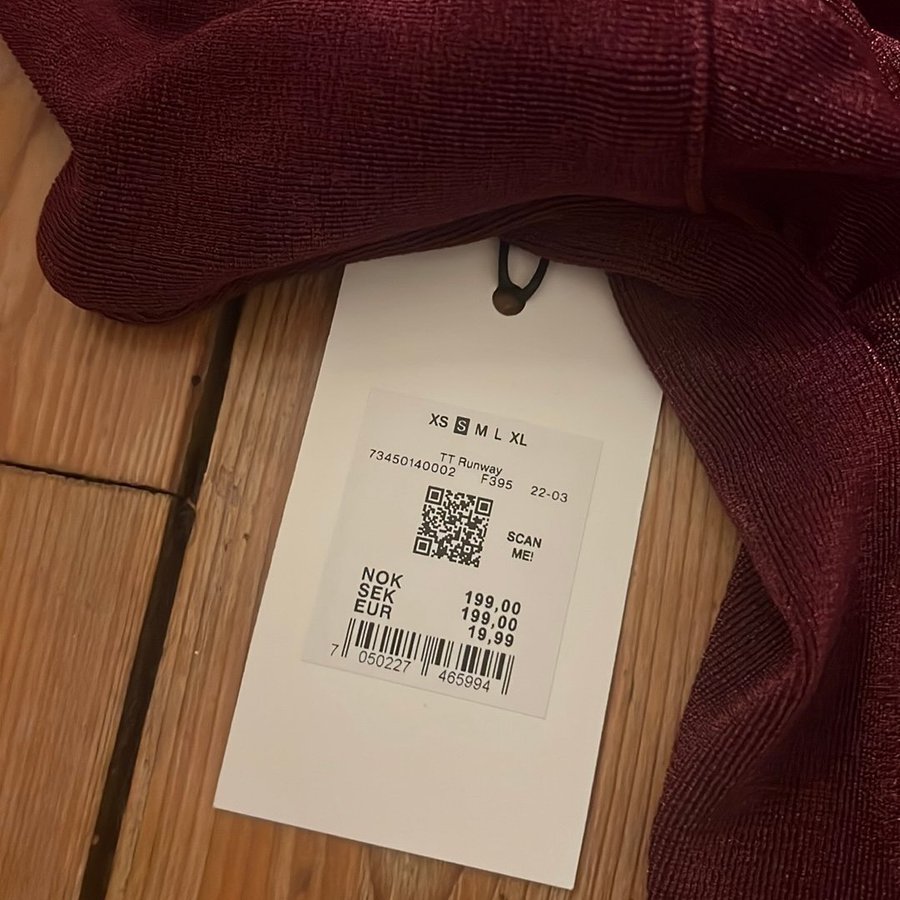 XS S M L XL
TT Runway
73450140002 F395 22-03
SCAN
ME!
NOK 199,00
SEK 199,00
EUR 19,99
7 050227 465994